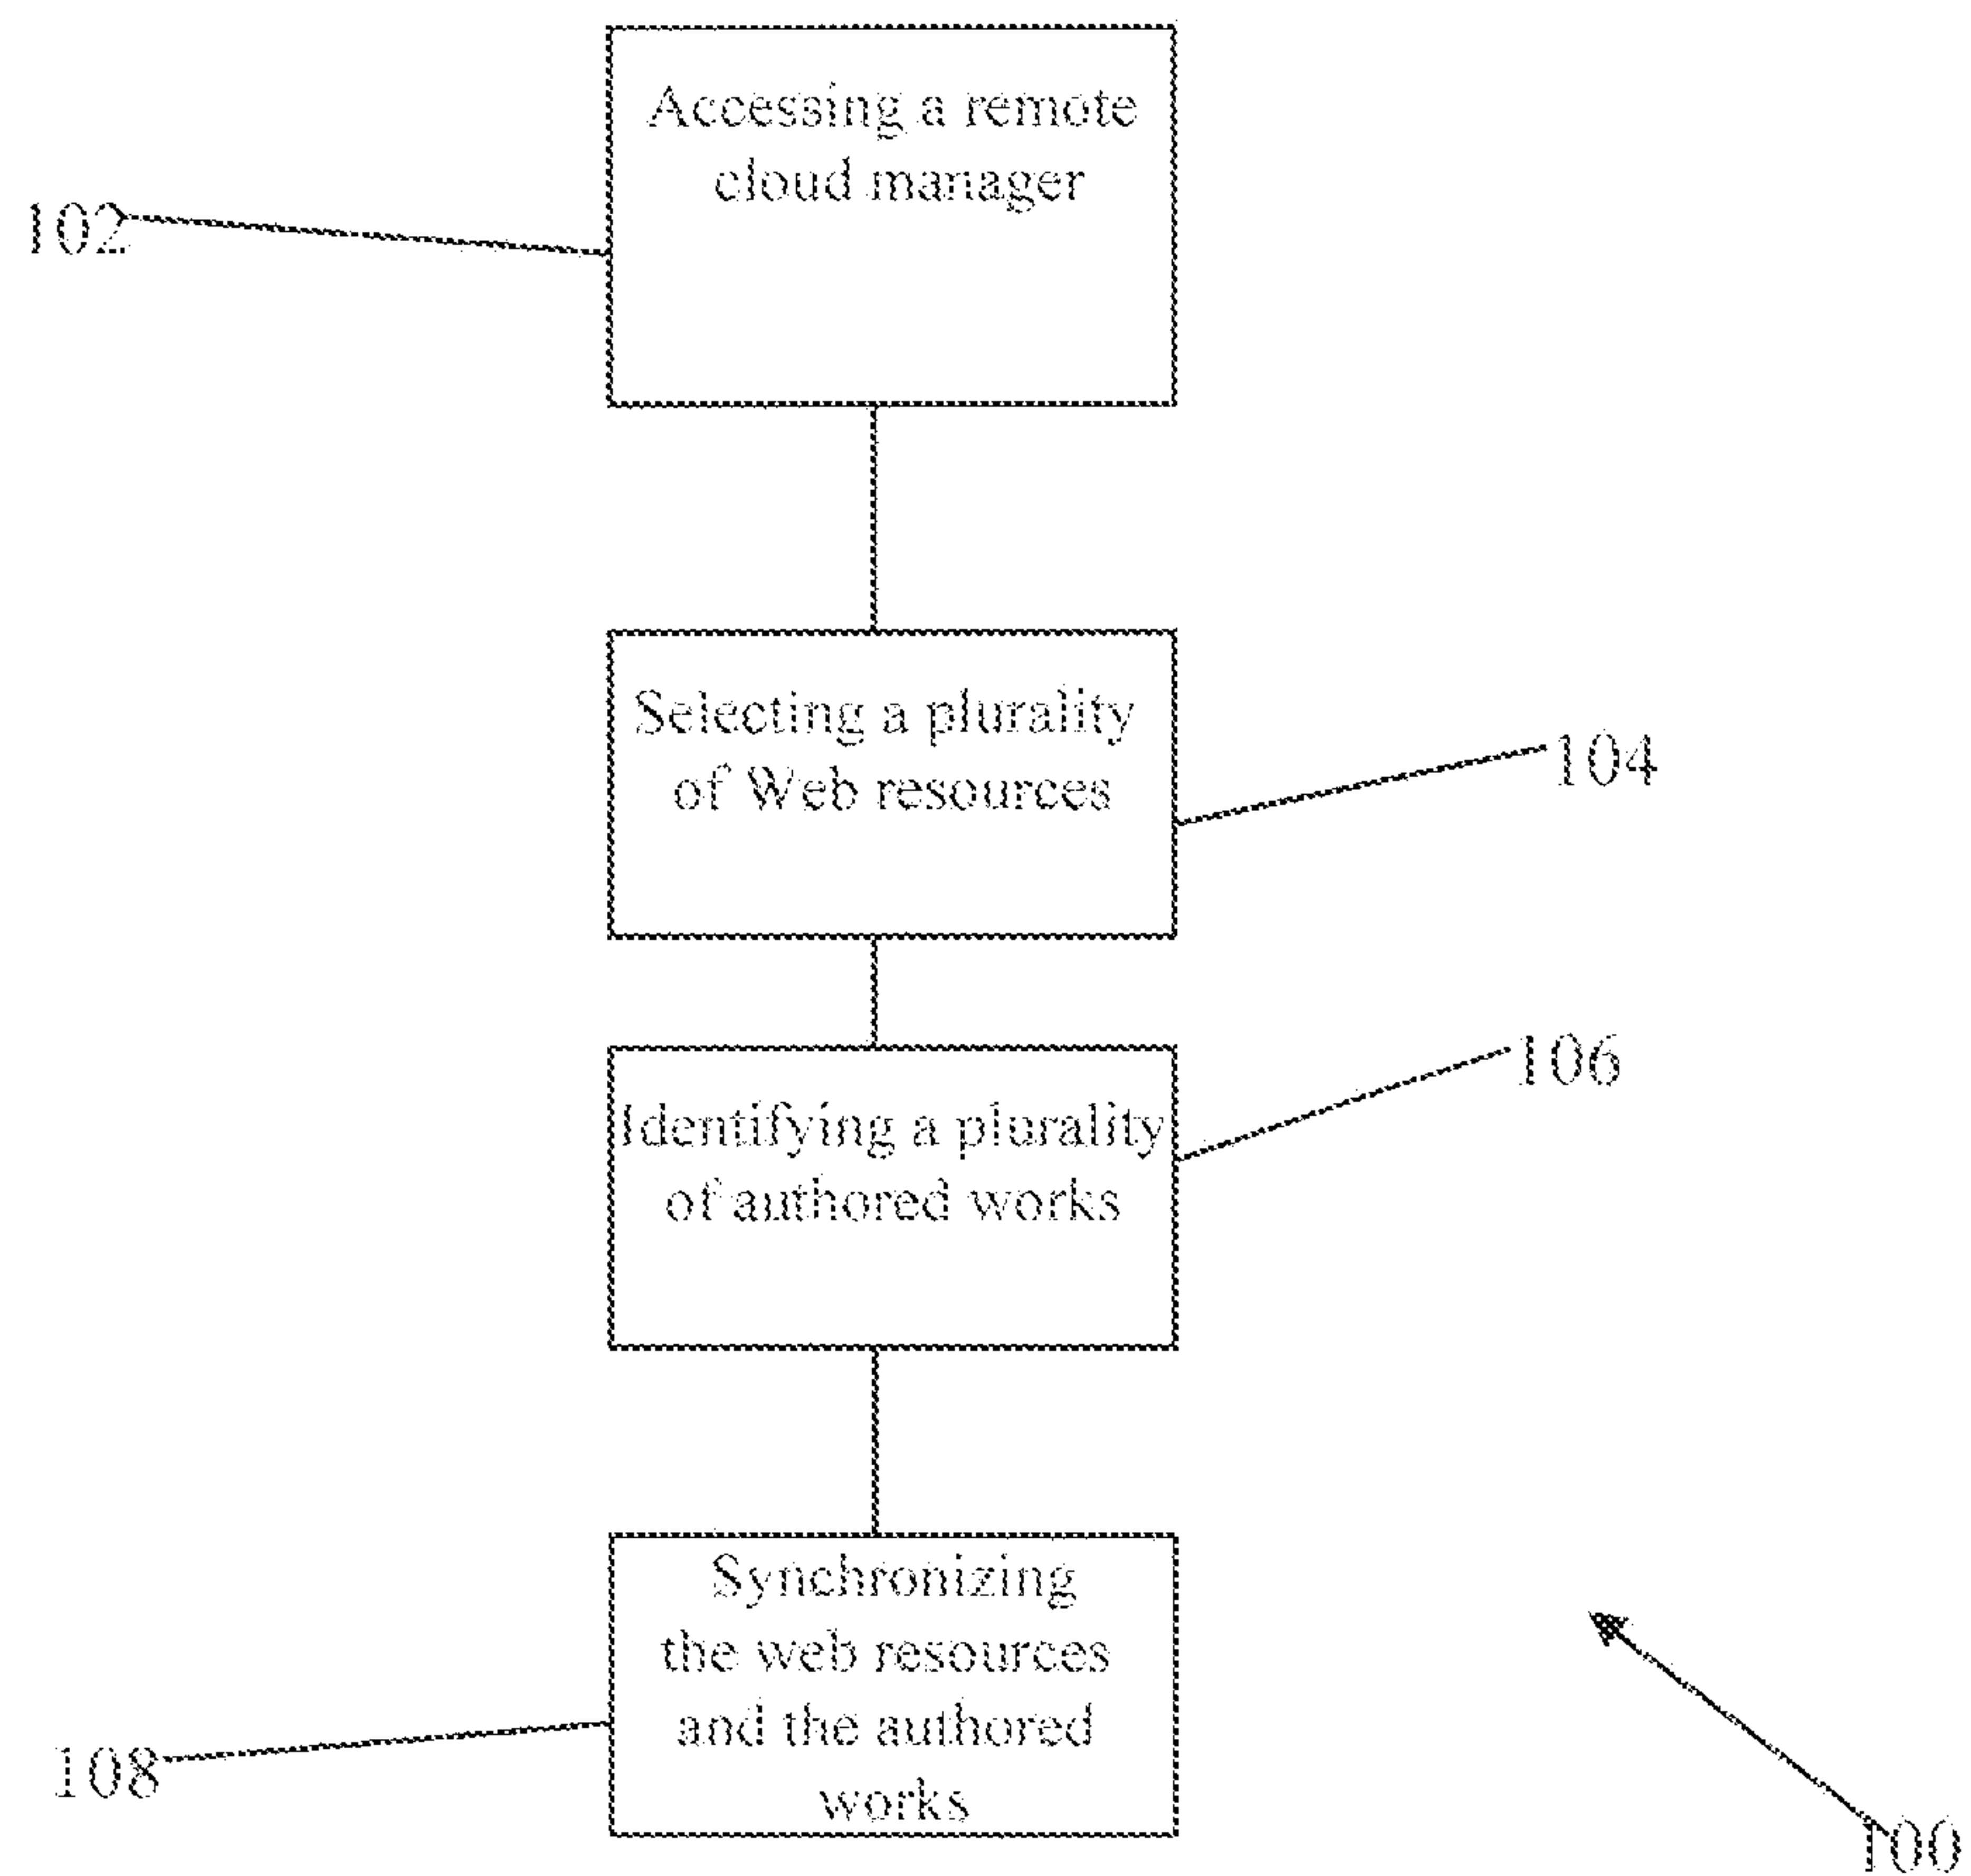 Accessing a remote
cloud manager
102
Selecting a plurality
of Web resources
104
106
Identifying a plurality
of authored works
Synchronizing
the web resources
and the authored
works
108
100